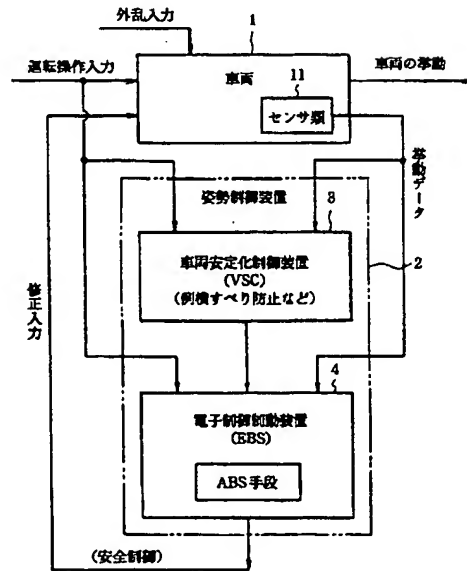 外乱入力
1
運転操作入力
車両
11
車両の挙動
センサ類
挙動データ
姿勢制御装置
3
車両安定化制御装置
(VSC)
(例横すべり防止など)
2
修正入力
4
電子制御制動装置
(EBS)
ABS手段
(安全制御)